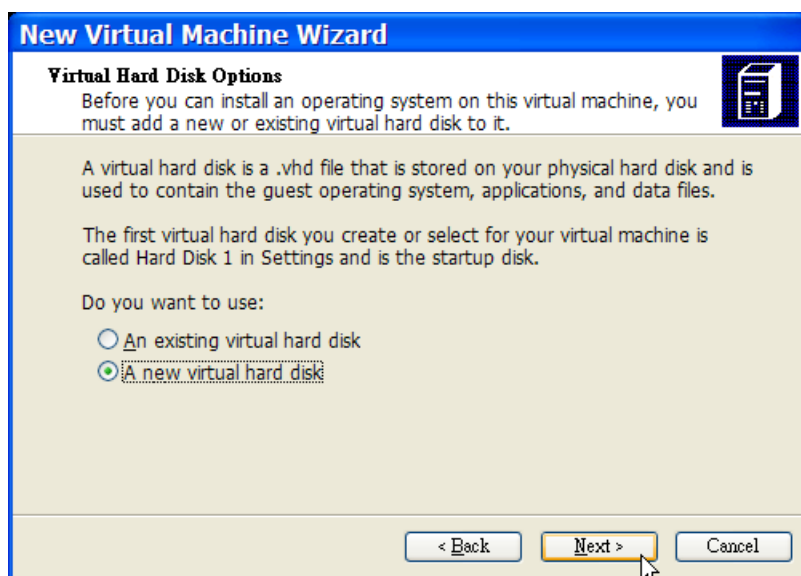 New Virtual Machine Wizard
Virtual Hard Disk Options
Before you can install an operating system on this virtual machine, you
must add a new or existing virtual hard disk to it.
A virtual hard disk is a .vhd file that is stored on your physical hard disk and is
used to contain the guest operating system, applications, and data files.
The first virtual hard disk you create or select for your virtual machine is
called Hard Disk 1 in Settings and is the startup disk.
Do you want to use:
An existing virtual hard disk
A new virtual hard disk
< Back Next > Cancel